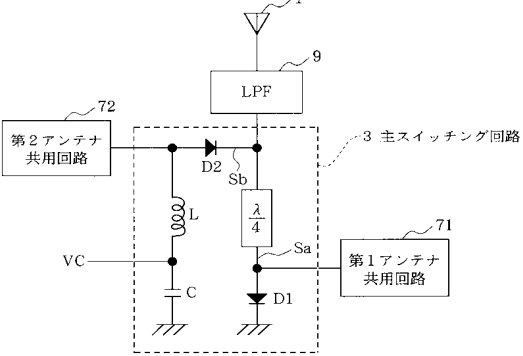 1
9
LPF
72
第2アンテナ
共用回路
3 主スイッチング回路
D2
Sb
L
λ
4
Sa
71
第1アンテナ
共用回路
VC
C
D1